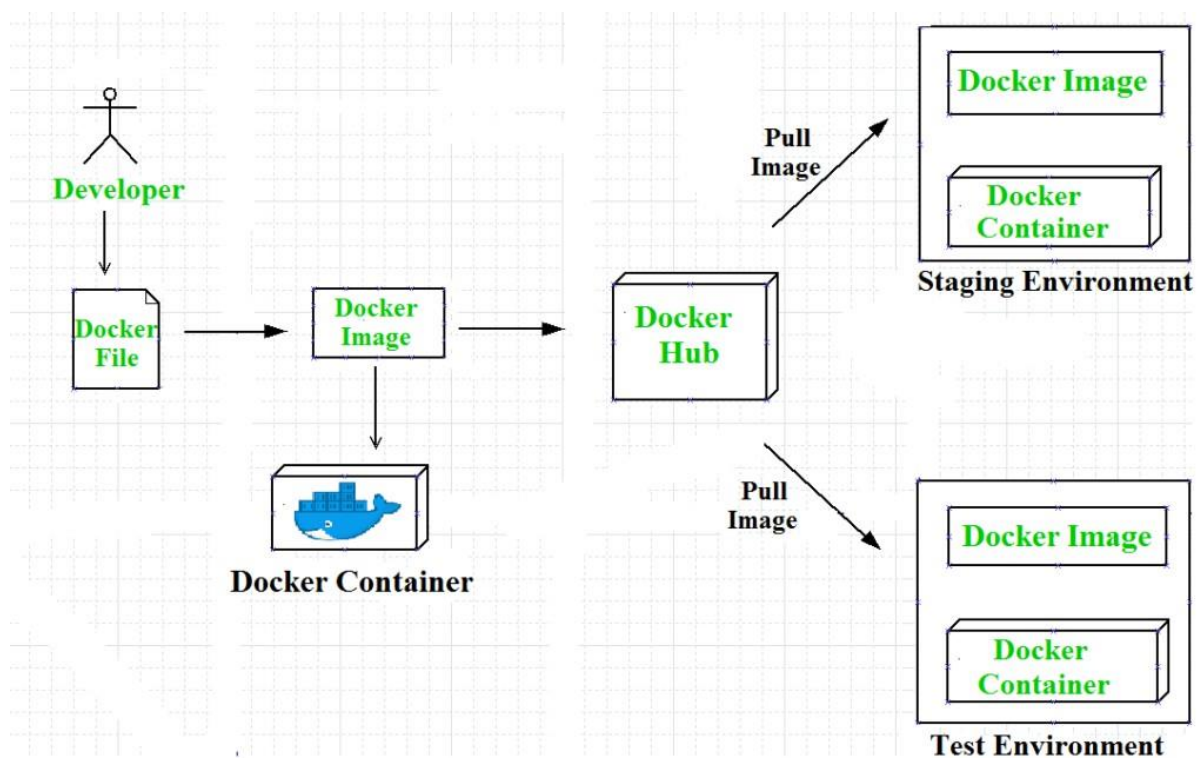 Developer
Docker
File
Docker
Image
Docker Container
Docker
Hub
Pull
Image
Docker Image
Docker
Container
Staging Environment
Pull
Image
Docker Image
Docker
Container
Test Environment